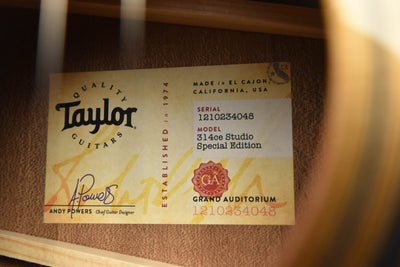 QUALITY
Taylor
GUITARS
ANDY POWERS Chief Guitar Designer
ESTABLISHED in 1974
MADE IN EL CAJON,
CALIFORNIA, USA
SERIAL
1210234048
MODEL
314ce Studio
Special Edition
GA
GRAND AUDITORIUM
1210234048